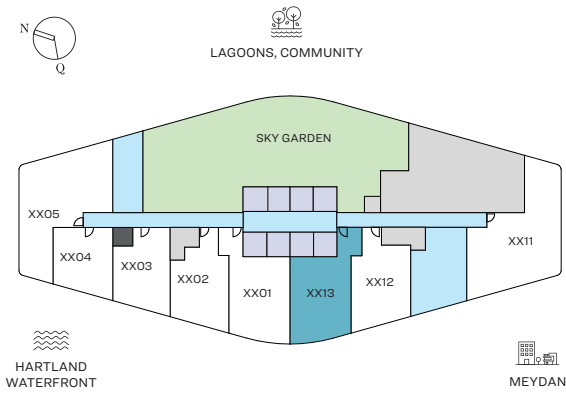 N
Q
LAGOONS, COMMUNITY
SKY GARDEN
XX05
XX04
XX03
XX02
XX01
XX13
XX12
XX11
HARTLAND
WATERFRONT
MEYDAN